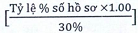 [Tỷ lệ % số hồ sơ ×1.00
30%]